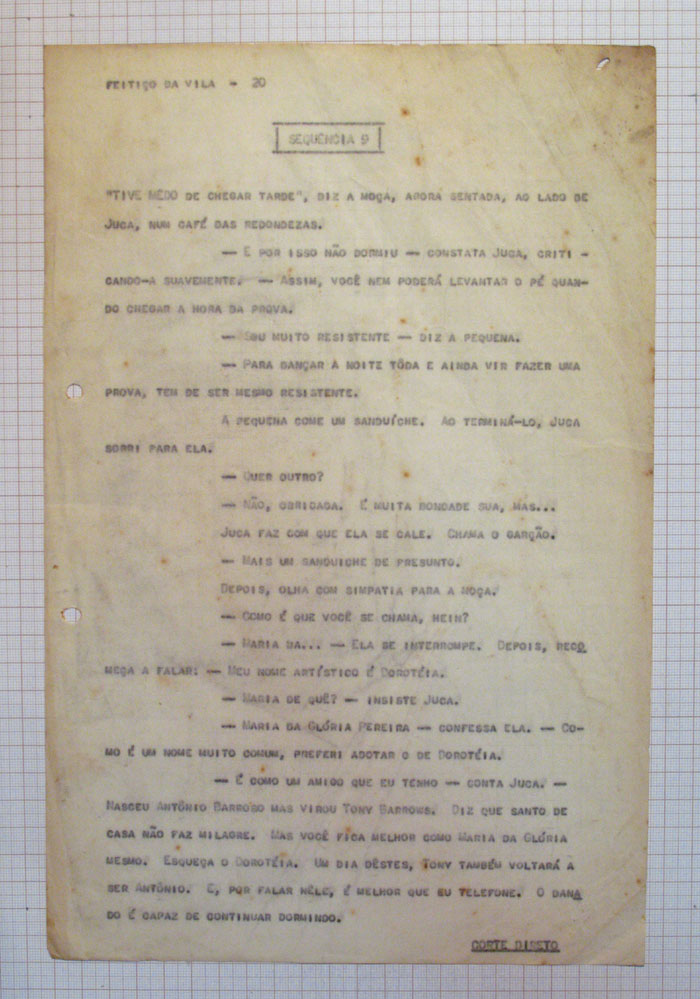 FEITIÇO DA VILA - 20
SEQUÊNCIA 9
"TIVE MÊDO DE CHEGAR TARDE", DIZ A MOÇA, AGORA SENTADA, AO LADO DE
JUCA, NUM CAFÉ DAS REDONDEZAS.
— E POR ISSO NÃO DORMIU — CONSTATA JUCA, CRITI -
CANDO-A SUAVEMENTE. — ASSIM, VOCÊ NEM PODERÁ LEVANTAR O PÉ QUAN-
DO CHEGAR A HORA DA PROVA.
— SOU MUITO RESISTENTE — DIZ A PEQUENA.
— PARA DANÇAR À NOITE TÔDA E AINDA VIR FAZER UMA
PROVA, TEM DE SER MESMO RESISTENTE.
A PEQUENA COME UM SANDUÍCHE. AO TERMINÁ-LO, JUCA
SORRI PARA ELA.
— QUER OUTRO?
— NÃO, OBRIGADA. É MUITA BONDADE SUA, MAS...
JUCA FAZ COM QUE ELA SE CALE. CHAMA O GARÇÃO.
— MAIS UM SANDUICHE DE PRESUNTO.
DEPOIS, OLHA COM SIMPATIA PARA A MOÇA.
— COMO É QUE VOCÊ SE CHAMA, HEIN?
— MARIA DA... — ELA SE INTERROMPE. DEPOIS, RECO
MEÇA A FALAR: — MEU NOME ARTÍSTICO É DOROTÉIA.
— MARIA DE QUÊ? — INSISTE JUCA.
— MARIA DA GLÓRIA PEREIRA — CONFESSA ELA. — CO-
MO É UM NOME MUITO COMUM, PREFERI ADOTAR O DE DOROTÉIA.
— É COMO UM AMIGO QUE EU TENHO — CONTA JUCA. —
NASCEU ANTÔNIO BARROSO MAS VIROU TONY BARROWS. DIZ QUE SANTO DE
CASA NÃO FAZ MILAGRE. MAS VOCÊ FICA MELHOR COMO MARIA DA GLÓRIA
MESMO. ESQUEÇA O DOROTÉIA. UM DIA DÊSTES, TONY TAMBÉM VOLTARÁ A
SER ANTÔNIO. E, POR FALAR NÊLE, É MELHOR QUE EU TELEFONE. O DANA
DO É CAPAZ DE CONTINUAR DORMINDO.
CORTE DIRETO